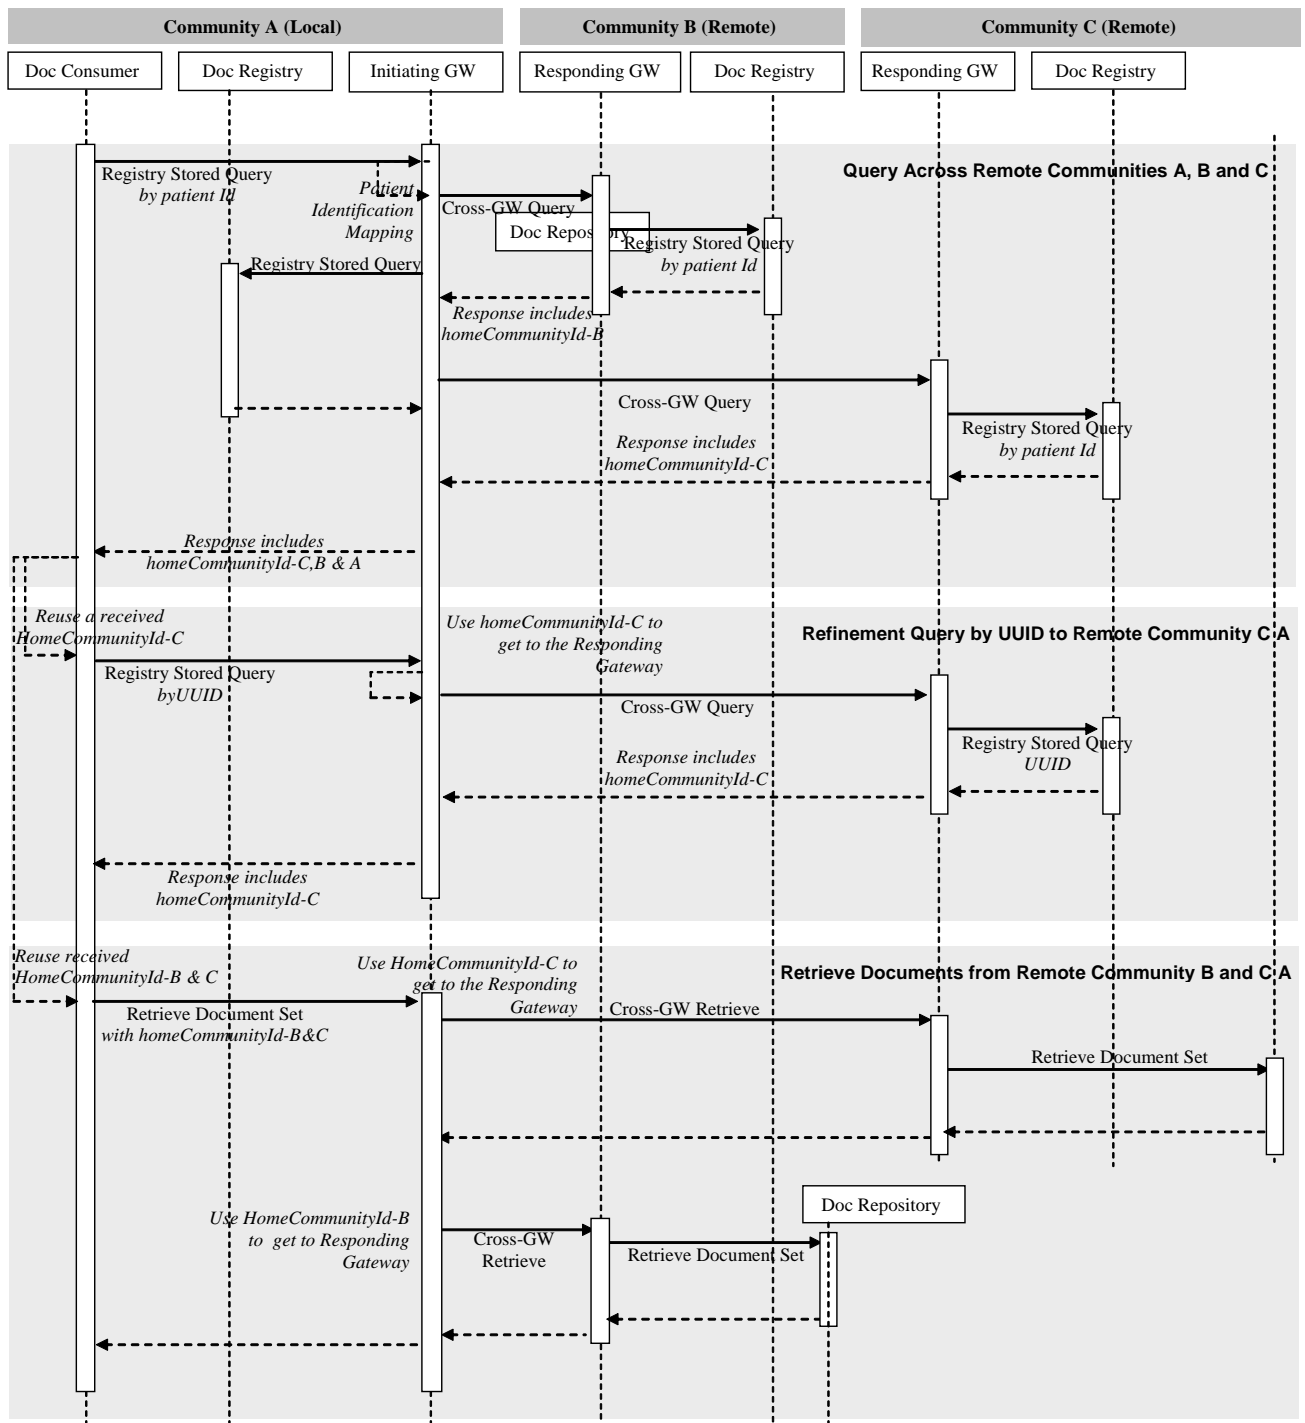 Community A (Local)
Community B (Remote)
Community C (Remote)
Doc Consumer
Doc Registry
Initiating GW
Responding GW
Doc Registry
Responding GW
Doc Registry
Query Across Remote Communities A, B and C
Registry Stored Query
by patient Id
Patient
Identification
Mapping
Cross-GW Query
Doc Repository
Registry Stored Query
by patient Id
Registry Stored Query
Response includes
homeCommunityId-B
Cross-GW Query
Registry Stored Query
by patient Id
Response includes
homeCommunityId-C
Response includes
homeCommunityId-C,B & A
Reuse a received
HomeCommunityId-C
Use homeCommunityId-C to
get to the Responding
Gateway
Refinement Query by UUID to Remote Community C A
Registry Stored Query
byUUID
Cross-GW Query
Registry Stored Query
UUID
Response includes
homeCommunityId-C
Response includes
homeCommunityId-C
Reuse received
HomeCommunityId-B & C
Use HomeCommunityId-C to
get to the Responding
Gateway
Retrieve Documents from Remote Community B and C A
Retrieve Document Set
with homeCommunityId-B&C
Cross-GW Retrieve
Retrieve Document Set
Doc Repository
Use HomeCommunityId-B
to get to Responding
Gateway
Cross-GW
Retrieve
Retrieve Document Set